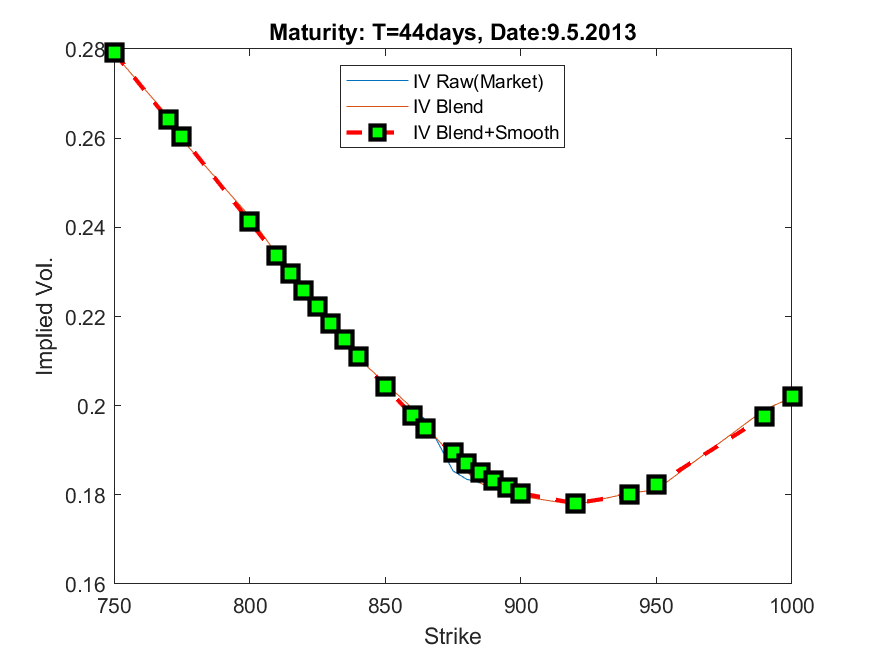 Maturity: T=44days, Date:9.5.2013
0.28
IV Raw(Market)
IV Blend
IV Blend+Smooth
0.26
0.24
0.22
0.2
0.18
0.16
Implied Vol.
750
800
850
900
950
1000
Strike